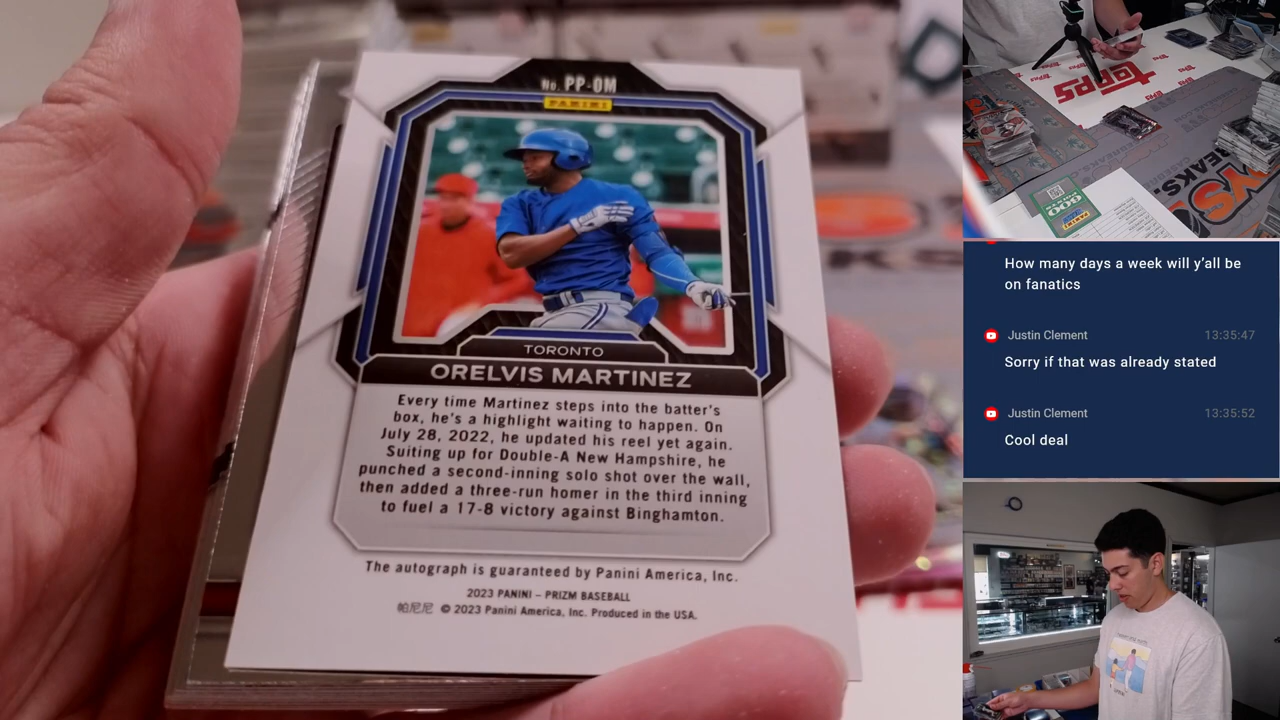 No. PP-OM
PANINI
TORONTO
ORELVIS MARTINEZ
Every time Martinez steps into the batter's
box, he's a highlight waiting to happen. On
July 28, 2022, he updated his reel yet again.
Suiting up for Double-A New Hampshire, he
punched a second-inning solo shot over the wall,
then added a three-run homer in the third inning
to fuel a 17-8 victory against Binghamton.
The autograph is guaranteed by Panini America, Inc.
2023 PANINI – PRIZM BASEBALL
帕尼尼 © 2023 Panini America, Inc. Produced in the USA.
topps
600
PANINI
How many days a week will y'all be
on fanatics
Justin Clement 13:35:47
Sorry if that was already stated
Justin Clement 13:35:52
Cool deal